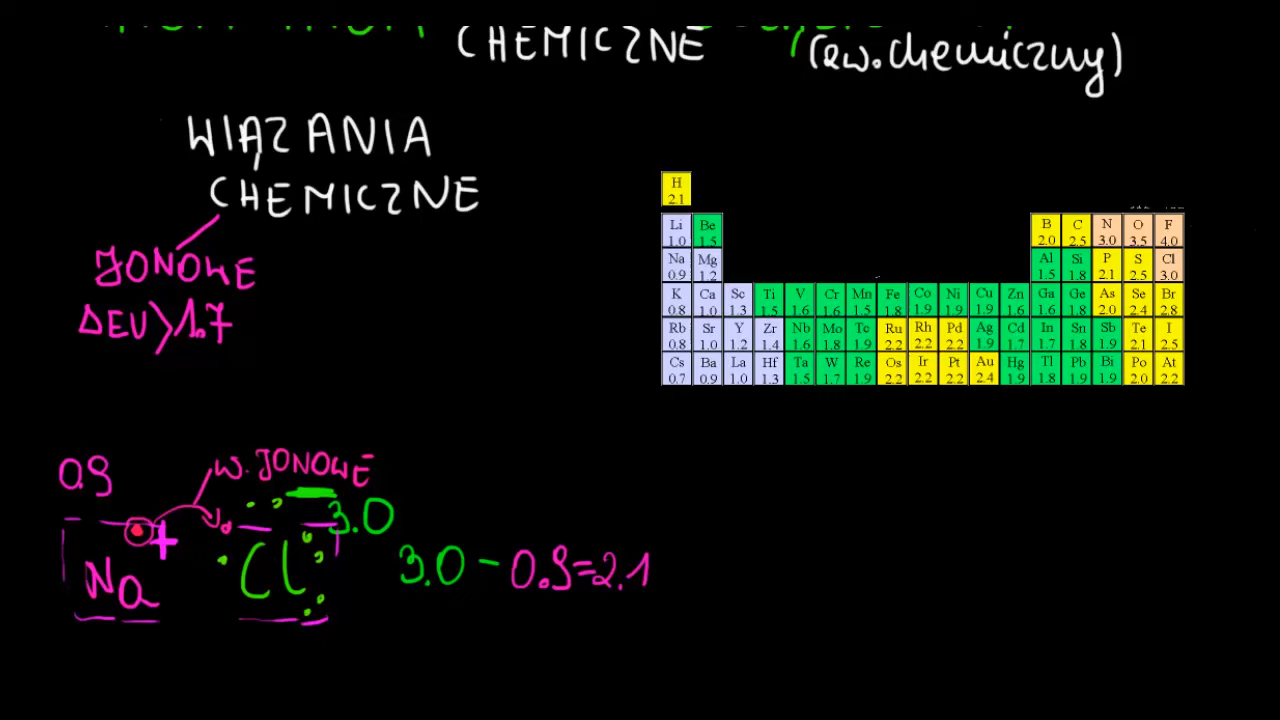 CHEMICZNE
(zw. chemiczny)
WIĄZANIA
CHEMICZNE
JONOWE
ΔEU>1.7
H
2.1
Li Be B C N O F
1.0 1.5 2.0 2.5 3.0 3.5 4.0
Na Mg Al Si P S Cl
0.9 1.2 1.5 1.8 2.1 2.5 3.0
K Ca Sc Ti V Cr Mn Fe Co Ni Cu Zn Ga Ge As Se Br
0.8 1.0 1.3 1.5 1.6 1.6 1.5 1.8 1.9 1.9 1.9 1.6 1.6 1.8 2.0 2.4 2.8
Rb Sr Y Zr Nb Mo Tc Ru Rh Pd Ag Cd In Sn Sb Te I
0.8 1.0 1.2 1.4 1.6 1.8 1.9 2.2 2.2 2.2 1.9 1.7 1.7 1.8 1.9 2.1 2.5
Cs Ba La Hf Ta W Re Os Ir Pt Au Hg Tl Pb Bi Po At
0.7 0.9 1.0 1.3 1.5 1.7 1.9 2.2 2.2 2.2 2.4 1.9 1.8 1.9 1.9 2.0 2.2
w. JONOWE
0.9
3.0
Na + Cl
3.0 - 0.9=2.1